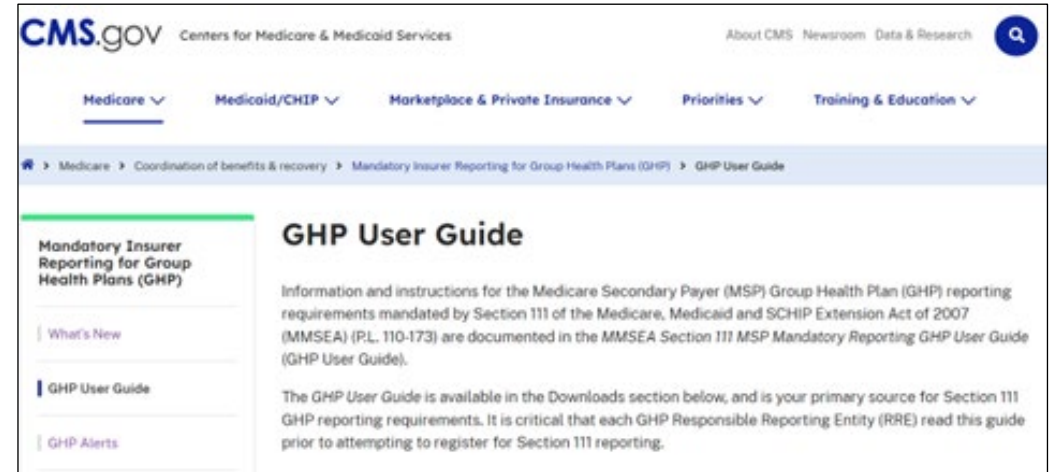 CMS.gov Centers for Medicare & Medicaid Services
About CMS Newsroom Data & Research
Medicare Medicaid/CHIP Marketplace & Private Insurance Priorities Training & Education
> Medicare > Coordination of benefits & recovery > Mandatory Insurer Reporting for Group Health Plans (GHP) > GHP User Guide
Mandatory Insurer
Reporting for Group
Health Plans (GHP)
What's New
GHP User Guide
GHP Alerts
GHP User Guide
Information and instructions for the Medicare Secondary Payer (MSP) Group Health Plan (GHP) reporting
requirements mandated by Section 111 of the Medicare, Medicaid and SCHIP Extension Act of 2007
(MMSEA) (P.L. 110-173) are documented in the MMSEA Section 111 MSP Mandatory Reporting GHP User Guide
(GHP User Guide).
The GHP User Guide is available in the Downloads section below, and is your primary source for Section 111
GHP reporting requirements. It is critical that each GHP Responsible Reporting Entity (RRE) read this guide
prior to attempting to register for Section 111 reporting.